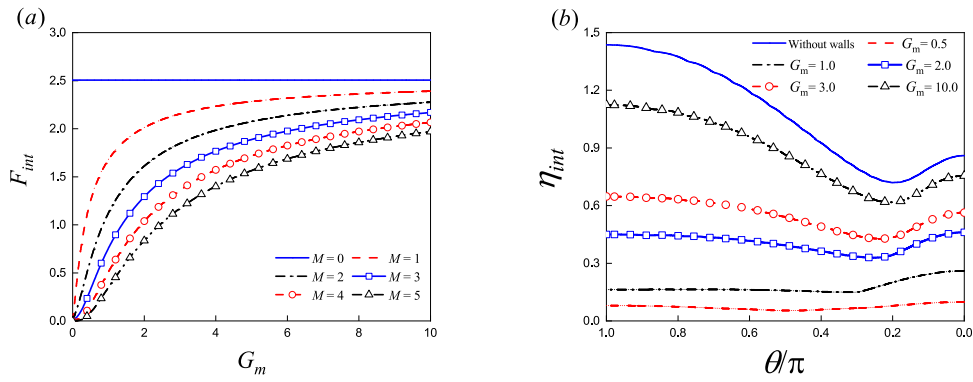 (a)
3.0
2.5
2.0
1.5
1.0
0.5
0.0
F_int
M = 0
M = 1
M = 2
M = 3
M = 4
M = 5
0
2
4
6
8
10
G_m
(b)
1.5
1.2
0.9
0.6
0.3
0.0
η_int
Without walls
G_m = 0.5
G_m = 1.0
G_m = 2.0
G_m = 3.0
G_m = 10.0
1.0
0.8
0.6
0.4
0.2
0.0
θ/π